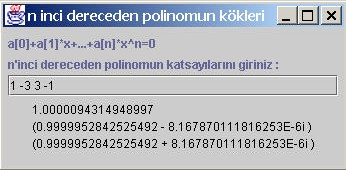 n inci dereceden polinomun kökleri
a[0]+a[1]*x+...+a[n]*x^n=0
n'inci dereceden polinomun katsayılarını giriniz :
1 -3 3 -1
1.0000094314948997
(0.9999952842525492 - 8.167870111816253E-6i )
(0.9999952842525492 + 8.167870111816253E-6i )